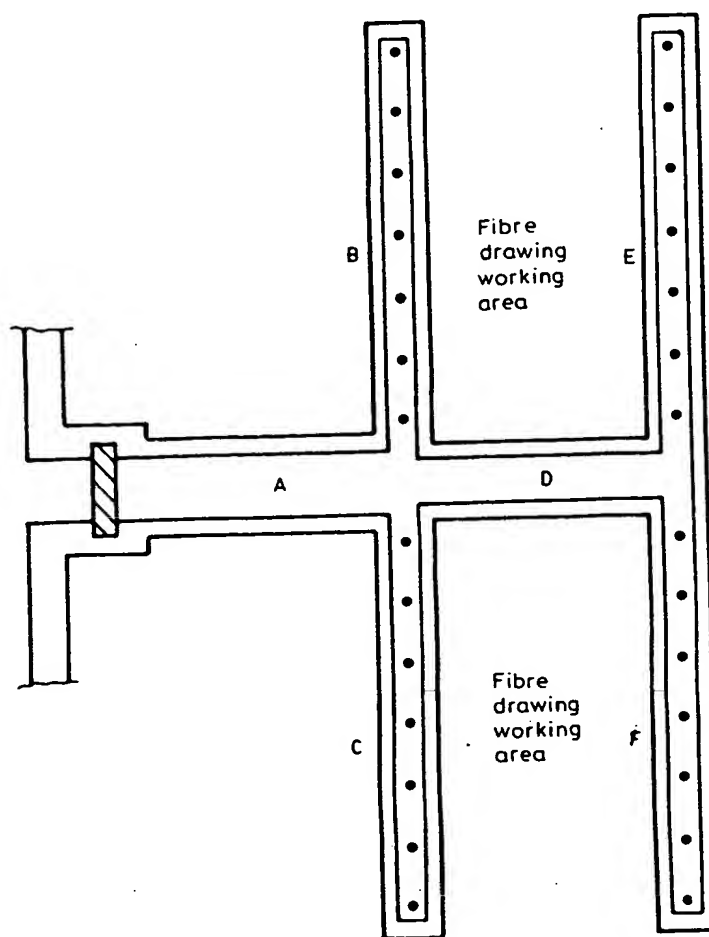 Fibre
drawing
working
area
B
E
A
D
Fibre
drawing
working
area
C
F